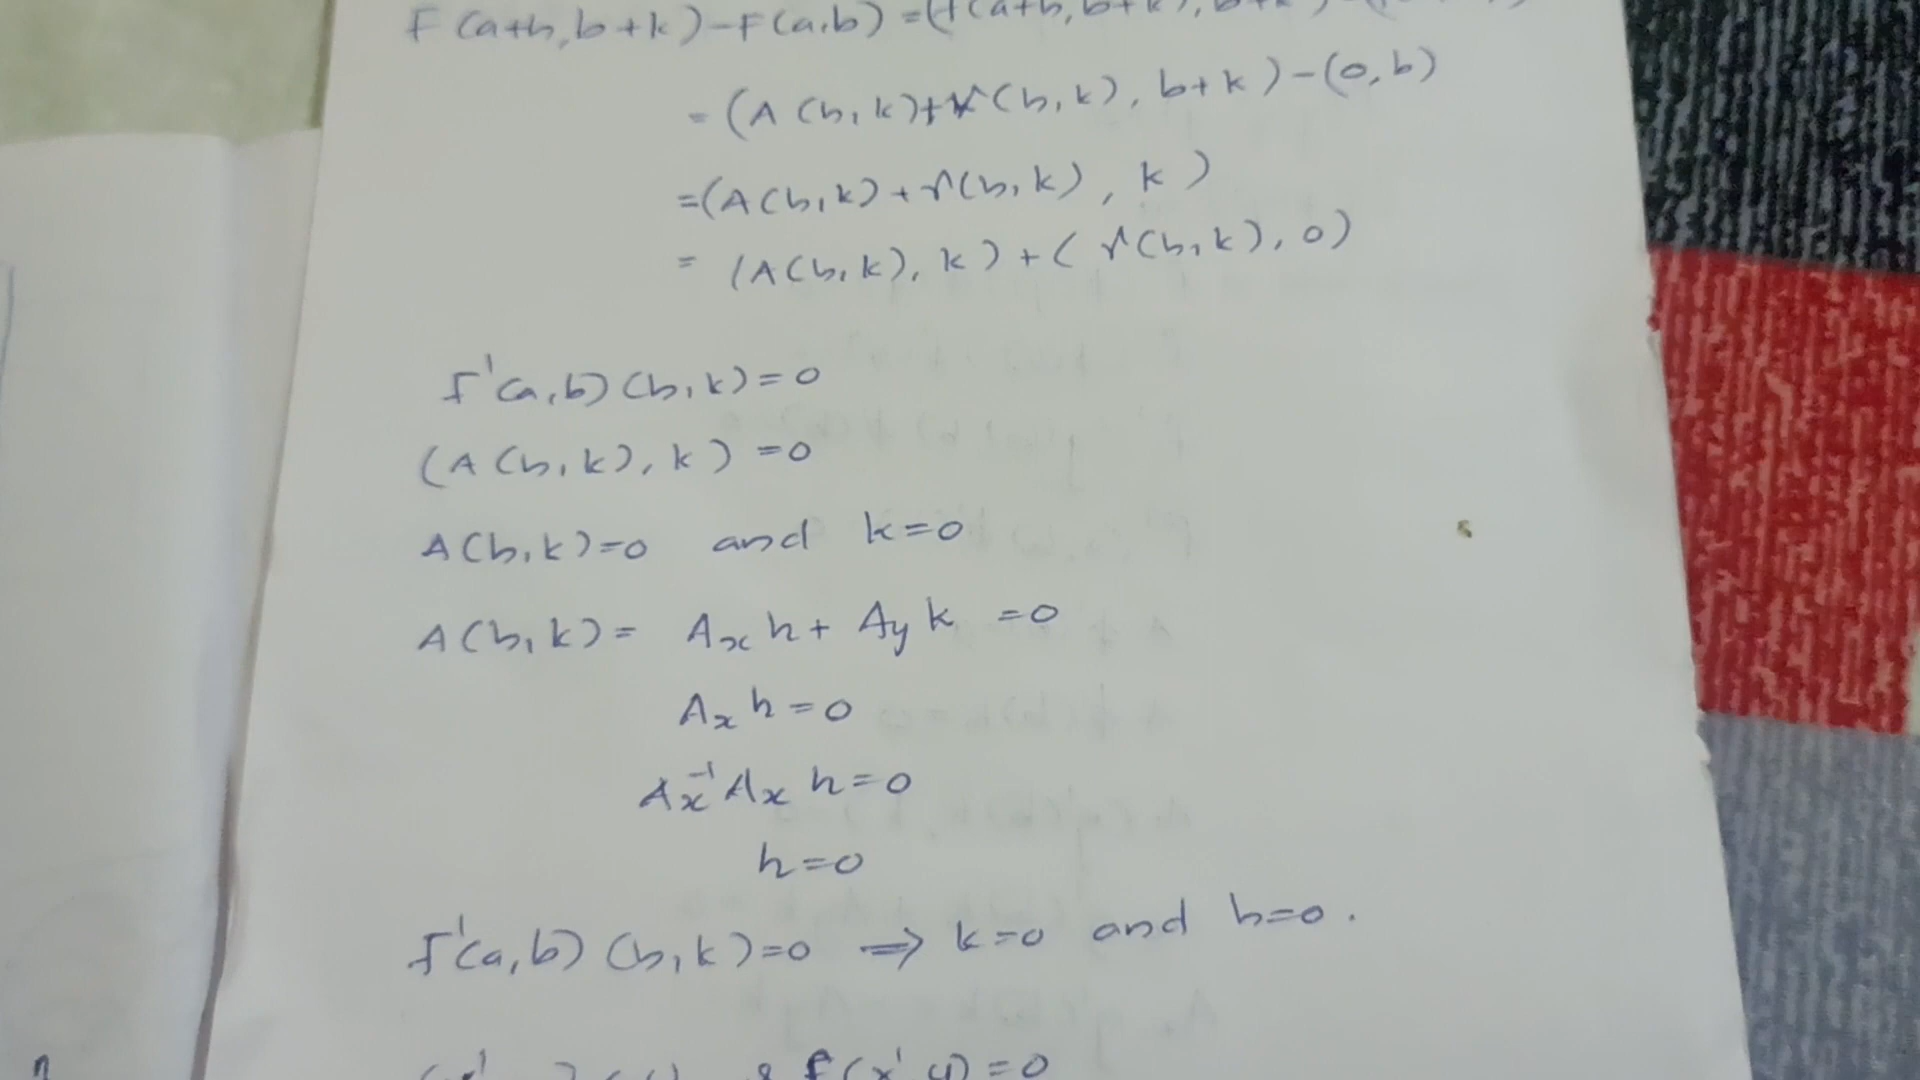 F(a+h, b+k)-F(a,b) = (f(a+h, b+k), b+k)
= (A(h,k)+r(h,k), b+k)-(0,b)
=(A(h,k)+r(h,k), k)
= (A(h,k), k)+(r(h,k), 0)
f'(a,b)(h,k)=0
(A(h,k), k)=0
A(h,k)=0 and k=0
A(h,k)= Aₓh+ A_y k =0
Aₓh=0
Aₓ⁻¹Aₓh=0
h=0
f'(a,b)(h,k)=0 ⇒ k=0 and h=0.
=0